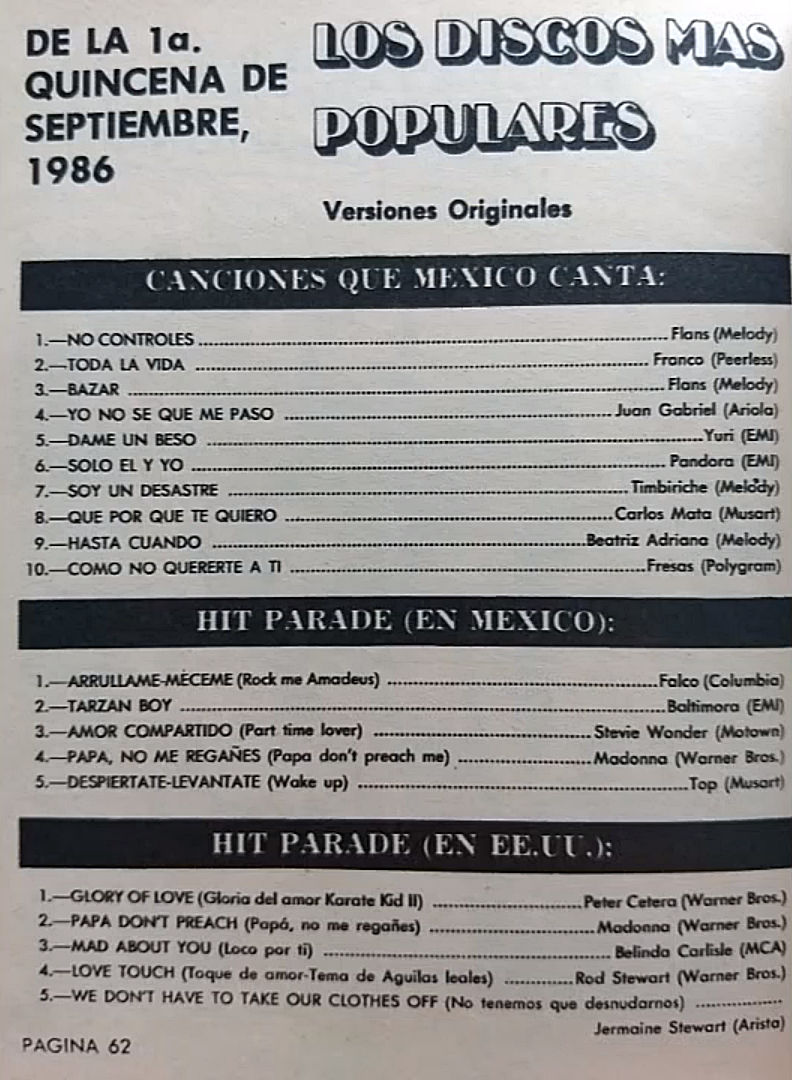 DE LA 1a.
QUINCENA DE
SEPTIEMBRE,
1986
LOS DISCOS MAS
POPULARES
Versiones Originales
CANCIONES QUE MEXICO CANTA:
1.—NO CONTROLES ........ Flans (Melody)
2.—TODA LA VIDA ........ Franco (Peerless)
3.—BAZAR ........ Flans (Melody)
4.—YO NO SE QUE ME PASO ........ Juan Gabriel (Ariola)
5.—DAME UN BESO ........ Yuri (EMI)
6.—SOLO EL Y YO ........ Pandora (EMI)
7.—SOY UN DESASTRE ........ Timbiriche (Melody)
8.—QUE POR QUE TE QUIERO ........ Carlos Mata (Musart)
9.—HASTA CUANDO ........ Beatriz Adriana (Melody)
10.—COMO NO QUERERTE A TI ........ Fresas (Polygram)
HIT PARADE (EN MEXICO):
1.—ARRULLAME-MÉCEME (Rock me Amadeus) ........ Falco (Columbia)
2.—TARZAN BOY ........ Baltimora (EMI)
3.—AMOR COMPARTIDO (Part time lover) ........ Stevie Wonder (Motown)
4.—PAPA, NO ME REGAÑES (Papa don't preach me) ........ Madonna (Warner Bros.)
5.—DESPIERTATE-LEVANTATE (Wake up) ........ Top (Musart)
HIT PARADE (EN EE.UU.):
1.—GLORY OF LOVE (Gloria del amor Karate Kid II) ........ Peter Cetera (Warner Bros.)
2.—PAPA DON'T PREACH (Papá, no me regañes) ........ Madonna (Warner Bros.)
3.—MAD ABOUT YOU (Loco por ti) ........ Belinda Carlisle (MCA)
4.—LOVE TOUCH (Toque de amor-Tema de Aguilas leales) ........ Rod Stewart (Warner Bros.)
5.—WE DON'T HAVE TO TAKE OUR CLOTHES OFF (No tenemos que desnudarnos) ........
Jermaine Stewart (Arista)
PAGINA 62